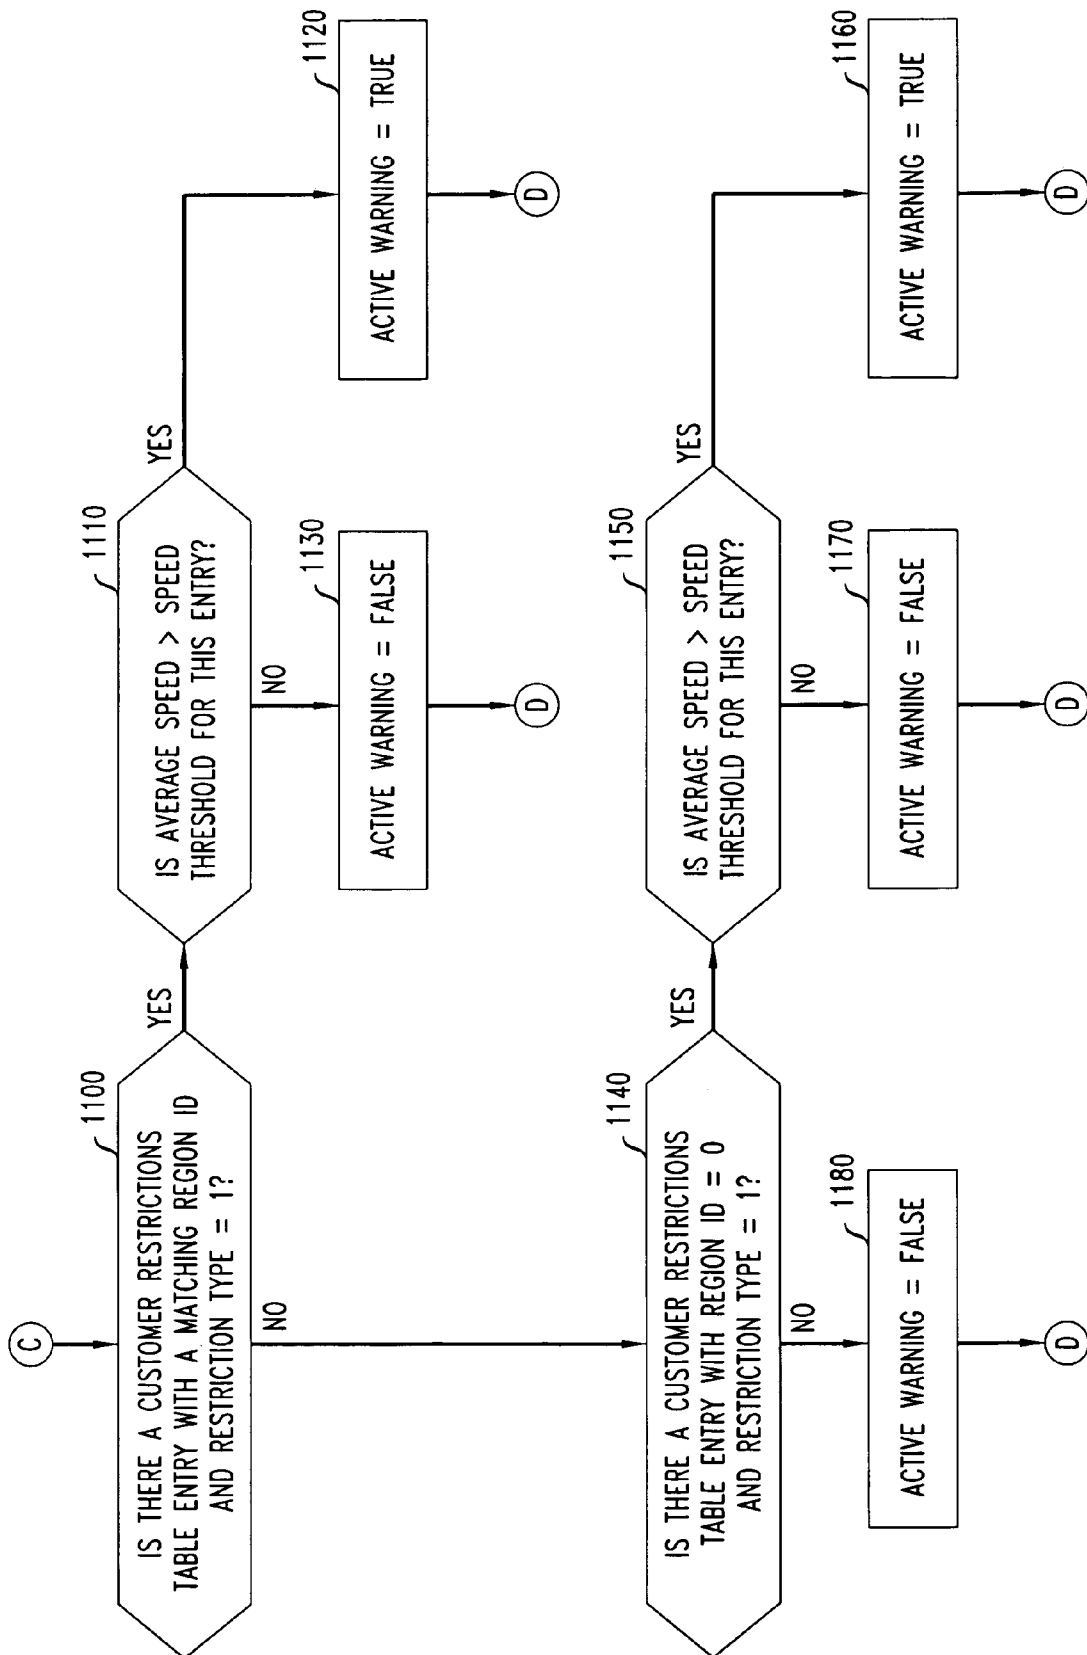 C
1100
IS THERE A CUSTOMER RESTRICTIONS
TABLE ENTRY WITH A MATCHING REGION ID
AND RESTRICTION TYPE = 1?
YES
NO
1110
IS AVERAGE SPEED > SPEED
THRESHOLD FOR THIS ENTRY?
YES
NO
1120
ACTIVE WARNING = TRUE
D
1130
ACTIVE WARNING = FALSE
D
1140
IS THERE A CUSTOMER RESTRICTIONS
TABLE ENTRY WITH REGION ID = 0
AND RESTRICTION TYPE = 1?
YES
NO
1150
IS AVERAGE SPEED > SPEED
THRESHOLD FOR THIS ENTRY?
YES
NO
1160
ACTIVE WARNING = TRUE
D
1170
ACTIVE WARNING = FALSE
D
1180
ACTIVE WARNING = FALSE
D